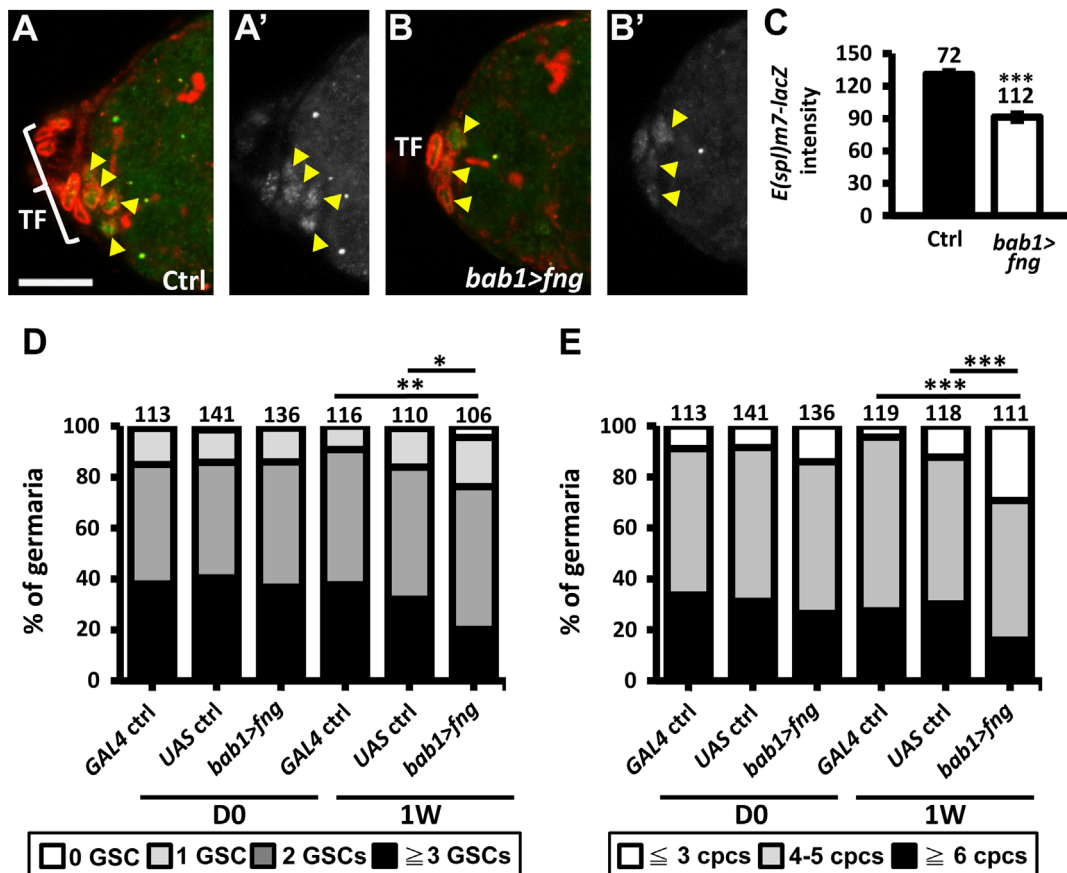 A
A'
B
B'
C
TF
Ctrl
TF
bab1>fng
E(spl)m7-lacZ
intensity
150
120
90
60
30
0
72
***
112
Ctrl
bab1>
fng
D
*
**
113 141 136 116 110 106
% of germaria
100
80
60
40
20
0
GAL4 ctrl
UAS ctrl
bab1>fng
GAL4 ctrl
UAS ctrl
bab1>fng
D0
1W
0 GSC 1 GSC 2 GSCs ≧3 GSCs
E
***
***
113 141 136 119 118 111
% of germaria
100
80
60
40
20
0
GAL4 ctrl
UAS ctrl
bab1>fng
GAL4 ctrl
UAS ctrl
bab1>fng
D0
1W
≦ 3 cpcs 4-5 cpcs ≧ 6 cpcs